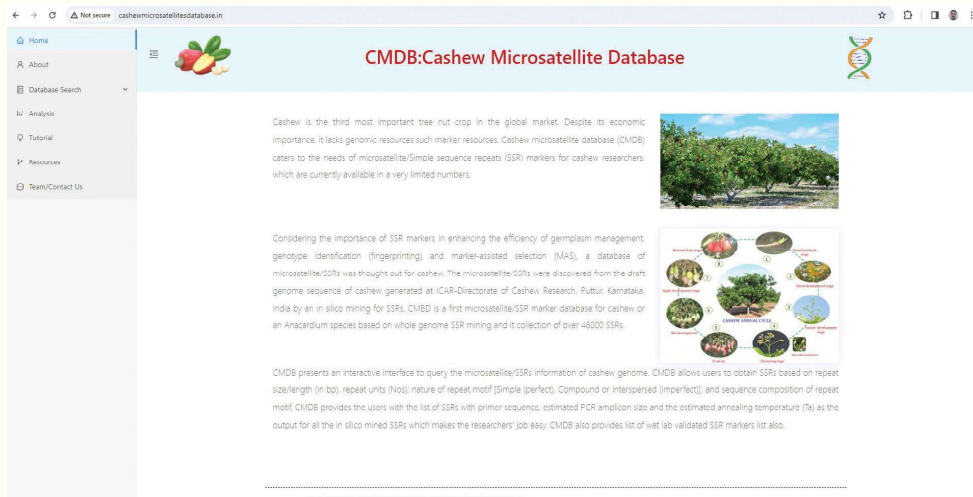 Not secure cashewmicrosatellitesdatabase.in
Home
About
Database Search
Analysis
Tutorial
Resources
Team/Contact Us
CMDB:Cashew Microsatellite Database
Cashew is the third most important tree nut crop in the global market. Despite its economic
importance, it lacks genomic resources such marker resources. Cashew microsatellite database (CMDB)
caters to the needs of microsatellite/Simple sequence repeats (SSR) markers for cashew researchers,
which are currently available in a very limited numbers.
Considering the importance of SSR markers in enhancing the efficiency of germplasm management,
genotype identification (fingerprinting) and marker-assisted selection (MAS), a database of
microsatellite/SSRs was thought out for cashew. The microsatellite/SSRs were discovered from the draft
genome sequence of cashew generated at ICAR-Directorate of Cashew Research, Puttur, Karnataka,
India by an in silico mining for SSRs. CMBD is a first microsatellite/SSR marker database for cashew or
an Anacardium species based on whole genome SSR mining and it collection of over 46000 SSRs.
CASHEW ANNUAL CYCLE
CMDB presents an interactive interface to query the microsatellite/SSRs information of cashew genome. CMDB allows users to obtain SSRs based on repeat
size/length (in bp), repeat units (Nos); nature of repeat motif [Simple (perfect), Compound or Interspersed (imperfect)], and sequence composition of repeat
motif. CMDB provides the users with the list of SSRs with primer sequence, estimated PCR amplicon size and the estimated annealing temperature (Ta) as the
output for all the in silico mined SSRs which makes the researchers' job easy. CMDB also provides list of wet lab validated SSR markers list also.